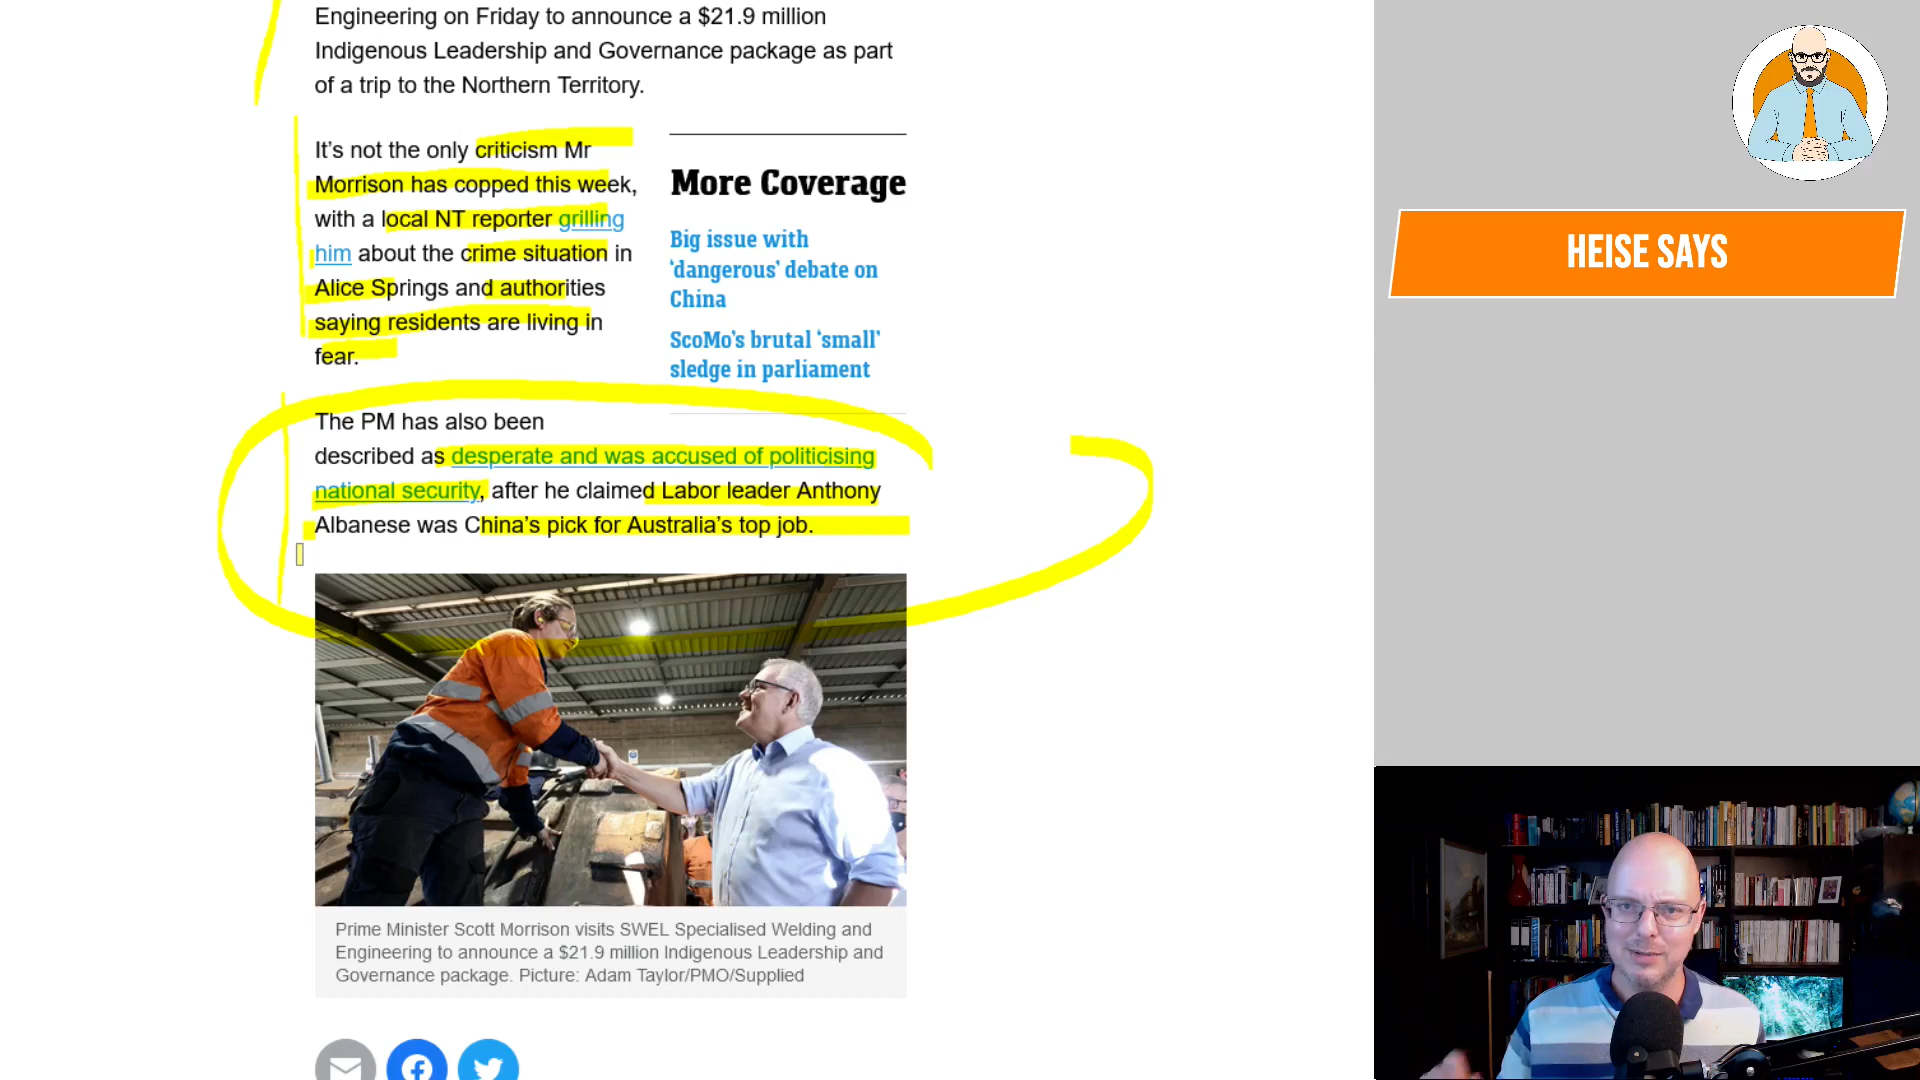 Engineering on Friday to announce a $21.9 million
Indigenous Leadership and Governance package as part
of a trip to the Northern Territory.
It’s not the only criticism Mr
Morrison has copped this week,
with a local NT reporter grilling
him about the crime situation in
Alice Springs and authorities
saying residents are living in
fear.
More Coverage
Big issue with
‘dangerous’ debate on
China
ScoMo’s brutal ‘small’
sledge in parliament
The PM has also been
described as desperate and was accused of politicising
national security, after he claimed Labor leader Anthony
Albanese was China’s pick for Australia’s top job.
Prime Minister Scott Morrison visits SWEL Specialised Welding and
Engineering to announce a $21.9 million Indigenous Leadership and
Governance package. Picture: Adam Taylor/PMO/Supplied
HEISE SAYS